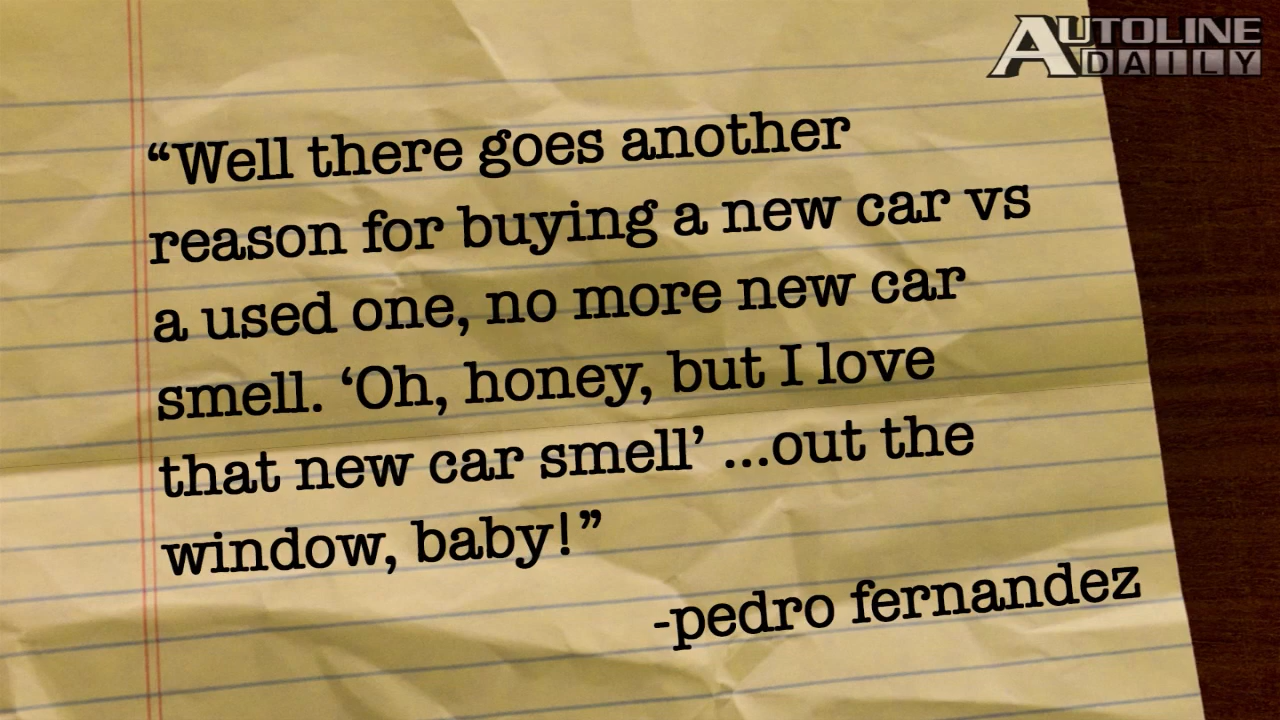 AUTOLINE
DAILY
“Well there goes another
reason for buying a new car vs
a used one, no more new car
smell. ‘Oh, honey, but I love
that new car smell’ ...out the
window, baby!”
-pedro fernandez